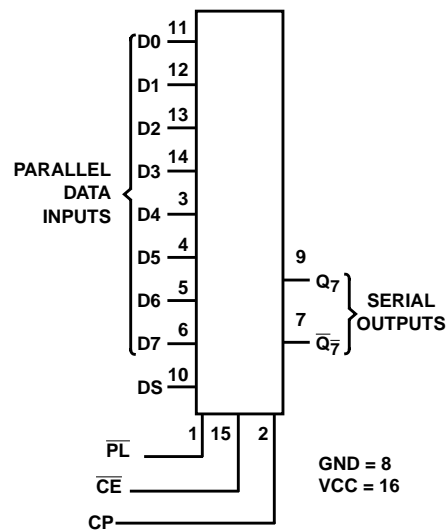 D0 11
D1 12
D2 13
D3 14
PARALLEL
DATA
INPUTS
D4 3
D5 4
D6 5
D7 6
DS 10
9
Q7
7
Q̅7̅
SERIAL
OUTPUTS
1 15 2
P̅L̅
C̅E̅
CP
GND = 8
VCC = 16